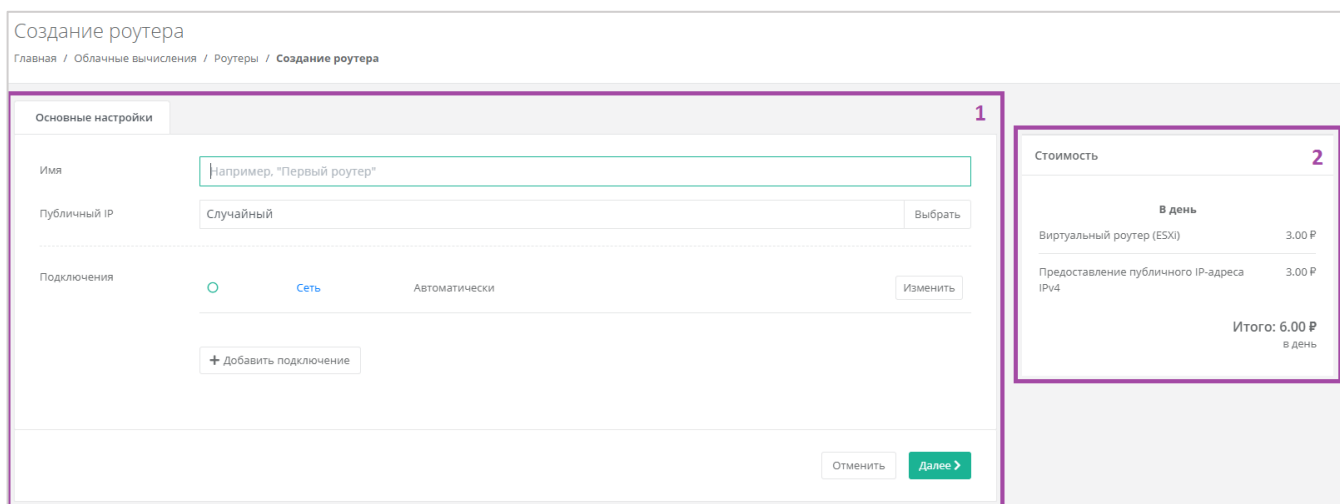 Создание роутера
Главная / Облачные вычисления / Роутеры / Создание роутера
Основные настройки
1
Имя
Например, "Первый роутер"
Публичный IP
Случайный
Выбрать
Подключения
Сеть
Автоматически
Изменить
+ Добавить подключение
Отменить
Далее
Стоимость
2
В день
Виртуальный роутер (ESXi) 3.00 ₽
Предоставление публичного IP-адреса 3.00 ₽
IPv4
Итого: 6.00 ₽
в день